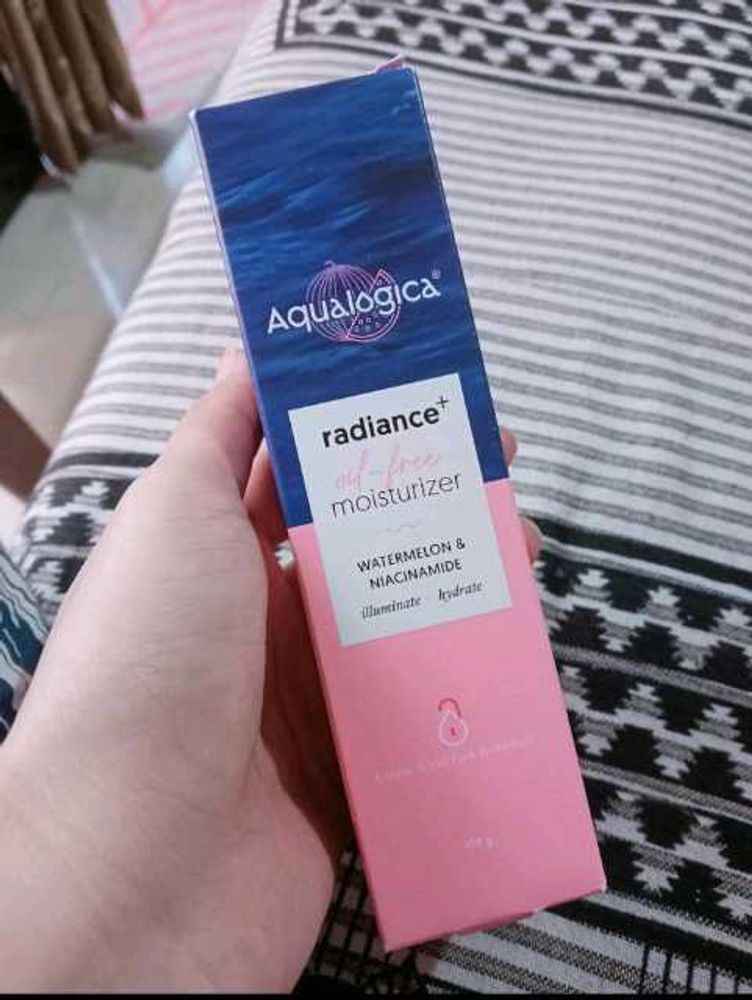 Aqualogica®
radiance+
oil-free
moisturizer
WATERMELON &
NIACINAMIDE
illuminate hydrate